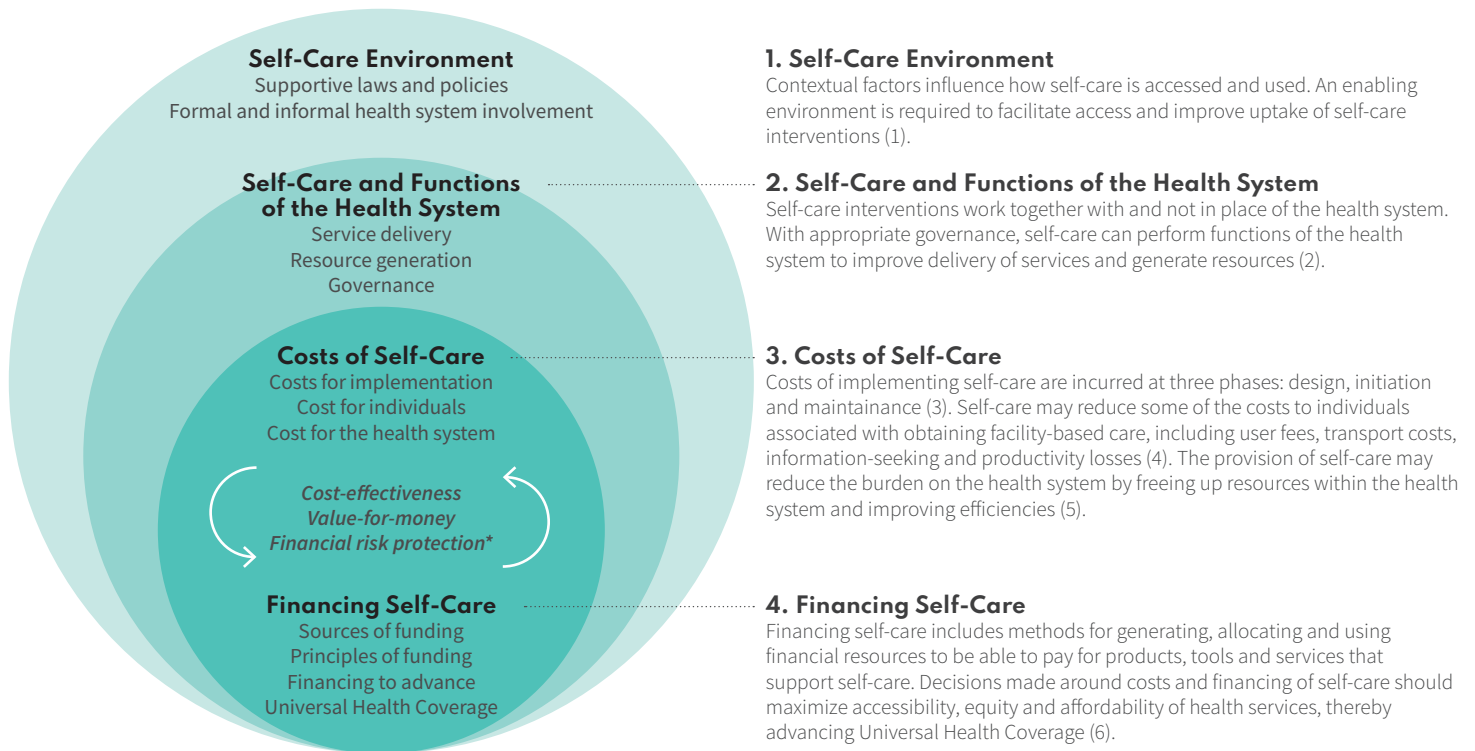 Self-Care Environment
Supportive laws and policies
Formal and informal health system involvement
Self-Care and Functions
of the Health System
Service delivery
Resource generation
Governance
Costs of Self-Care
Costs for implementation
Cost for individuals
Cost for the health system
Cost-effectiveness
Value-for-money
Financial risk protection*
Financing Self-Care
Sources of funding
Principles of funding
Financing to advance
Universal Health Coverage
1. Self-Care Environment
Contextual factors influence how self-care is accessed and used. An enabling
environment is required to facilitate access and improve uptake of self-care
interventions (1).
2. Self-Care and Functions of the Health System
Self-care interventions work together with and not in place of the health system.
With appropriate governance, self-care can perform functions of the health
system to improve delivery of services and generate resources (2).
3. Costs of Self-Care
Costs of implementing self-care are incurred at three phases: design, initiation
and maintainance (3). Self-care may reduce some of the costs to individuals
associated with obtaining facility-based care, including user fees, transport costs,
information-seeking and productivity losses (4). The provision of self-care may
reduce the burden on the health system by freeing up resources within the health
system and improving efficiencies (5).
4. Financing Self-Care
Financing self-care includes methods for generating, allocating and using
financial resources to be able to pay for products, tools and services that
support self-care. Decisions made around costs and financing of self-care should
maximize accessibility, equity and affordability of health services, thereby
advancing Universal Health Coverage (6).